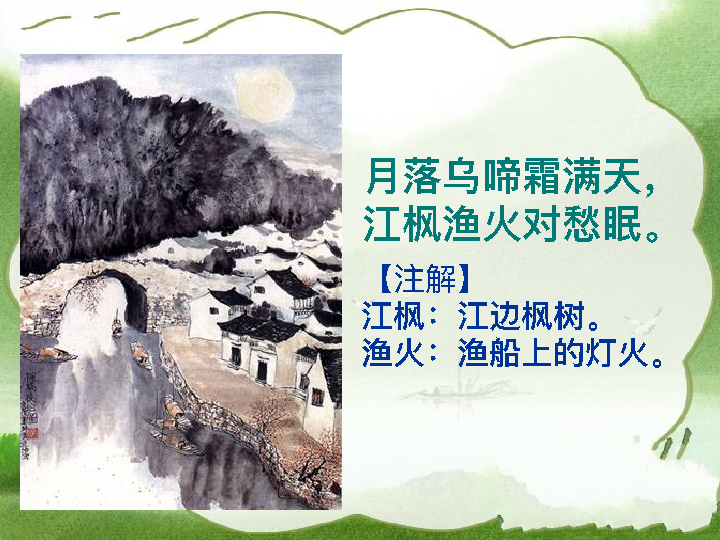 月落乌啼霜满天，
江枫渔火对愁眠。
【注解】
江枫：江边枫树。
渔火：渔船上的灯火。